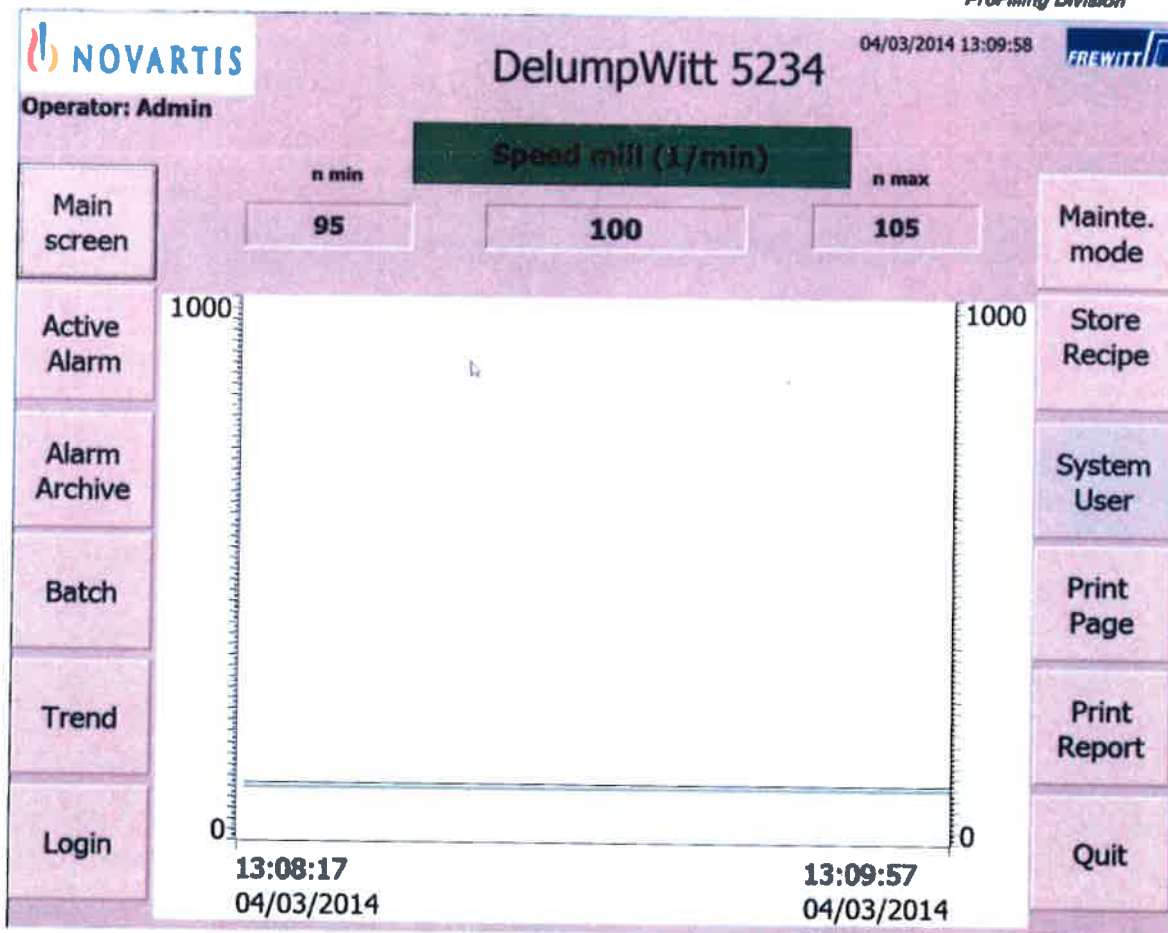 ProFilling Division
NOVARTIS
DelumpWitt 5234
04/03/2014 13:09:58
FREWITT
Operator: Admin
Speed mill (1/min)
n min
n max
95
100
105
Main
screen
Active
Alarm
Alarm
Archive
Batch
Trend
Login
1000
1000
0
0
13:08:17
04/03/2014
13:09:57
04/03/2014
Mainte.
mode
Store
Recipe
System
User
Print
Page
Print
Report
Quit